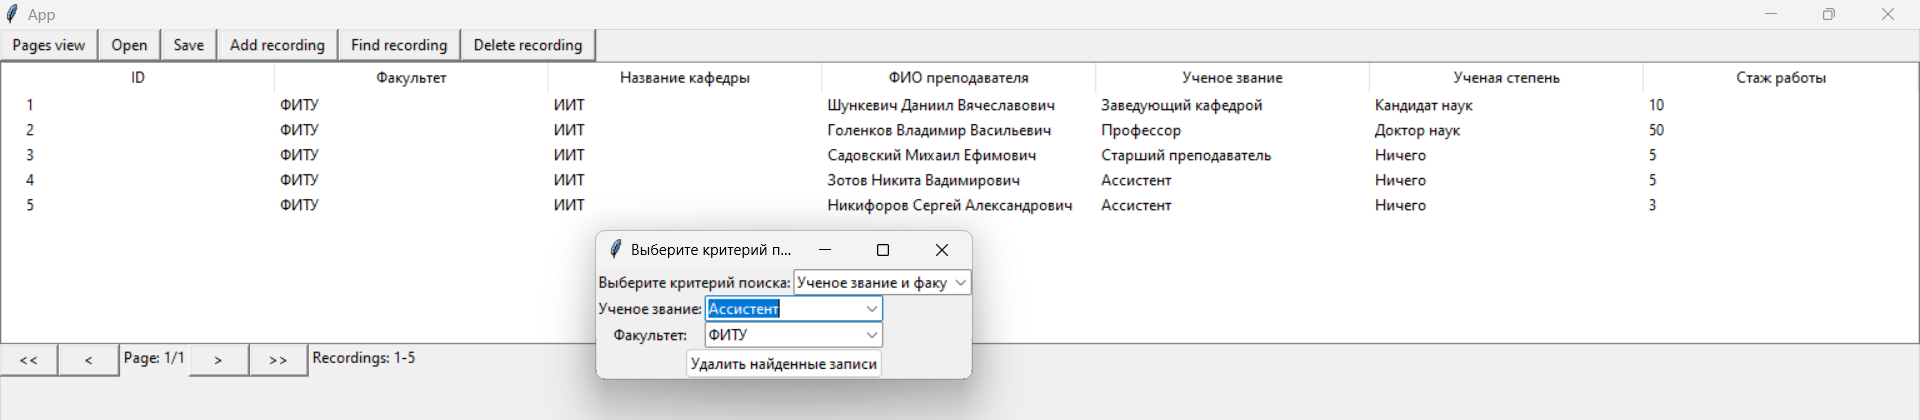 App
Pages view Open Save Add recording Find recording Delete recording
ID Факультет Название кафедры ФИО преподавателя Ученое звание Ученая степень Стаж работы
1 ФИТУ ИИТ Шункевич Даниил Вячеславович Заведующий кафедрой Кандидат наук 10
2 ФИТУ ИИТ Голенков Владимир Васильевич Профессор Доктор наук 50
3 ФИТУ ИИТ Садовский Михаил Ефимович Старший преподаватель Ничего 5
4 ФИТУ ИИТ Зотов Никита Вадимирович Ассистент Ничего 5
5 ФИТУ ИИТ Никифоров Сергей Александрович Ассистент Ничего 3
Выберите критерий п...
Выберите критерий поиска: Ученое звание и факу
Ученое звание: Ассистент
Факультет: ФИТУ
Удалить найденные записи
<< < Page: 1/1 > >> Recordings: 1-5